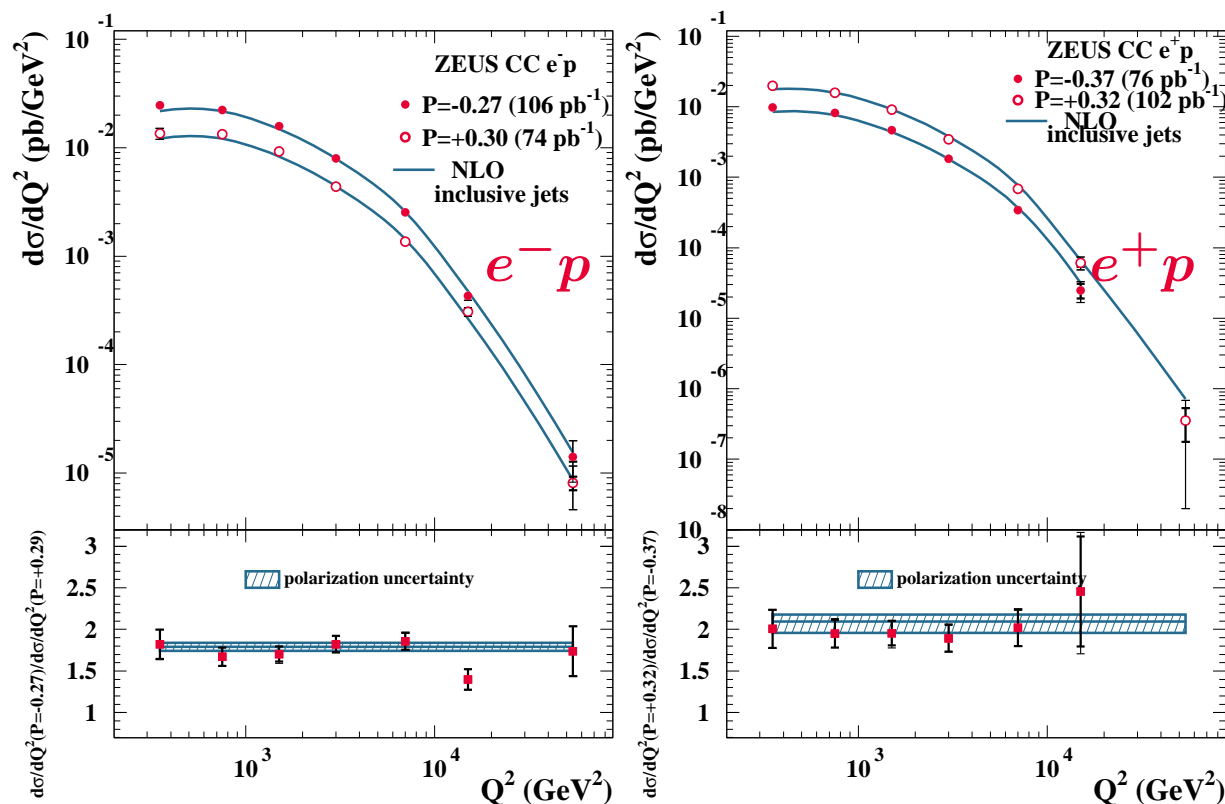 10⁻¹
10⁻²
10⁻³
10⁻⁴
10⁻⁵
dσ/dQ² (pb/GeV²)
ZEUS CC e⁻p
P=-0.27 (106 pb⁻¹)
P=+0.30 (74 pb⁻¹)
NLO
inclusive jets
e⁻p
3
2.5
2
1.5
1
dσ/dQ²(P=-0.27)/dσ/dQ²(P=+0.29)
polarization uncertainty
10³
10⁴
Q² (GeV²)
10⁻¹
10⁻²
10⁻³
10⁻⁴
10⁻⁵
10⁻⁶
10⁻⁷
10⁻⁸
dσ/dQ² (pb/GeV²)
ZEUS CC e⁺p
P=-0.37 (76 pb⁻¹)
P=+0.32 (102 pb⁻¹)
NLO
inclusive jets
e⁺p
3
2.5
2
1.5
1
dσ/dQ²(P=+0.32)/dσ/dQ²(P=-0.37)
polarization uncertainty
10³
10⁴
Q² (GeV²)